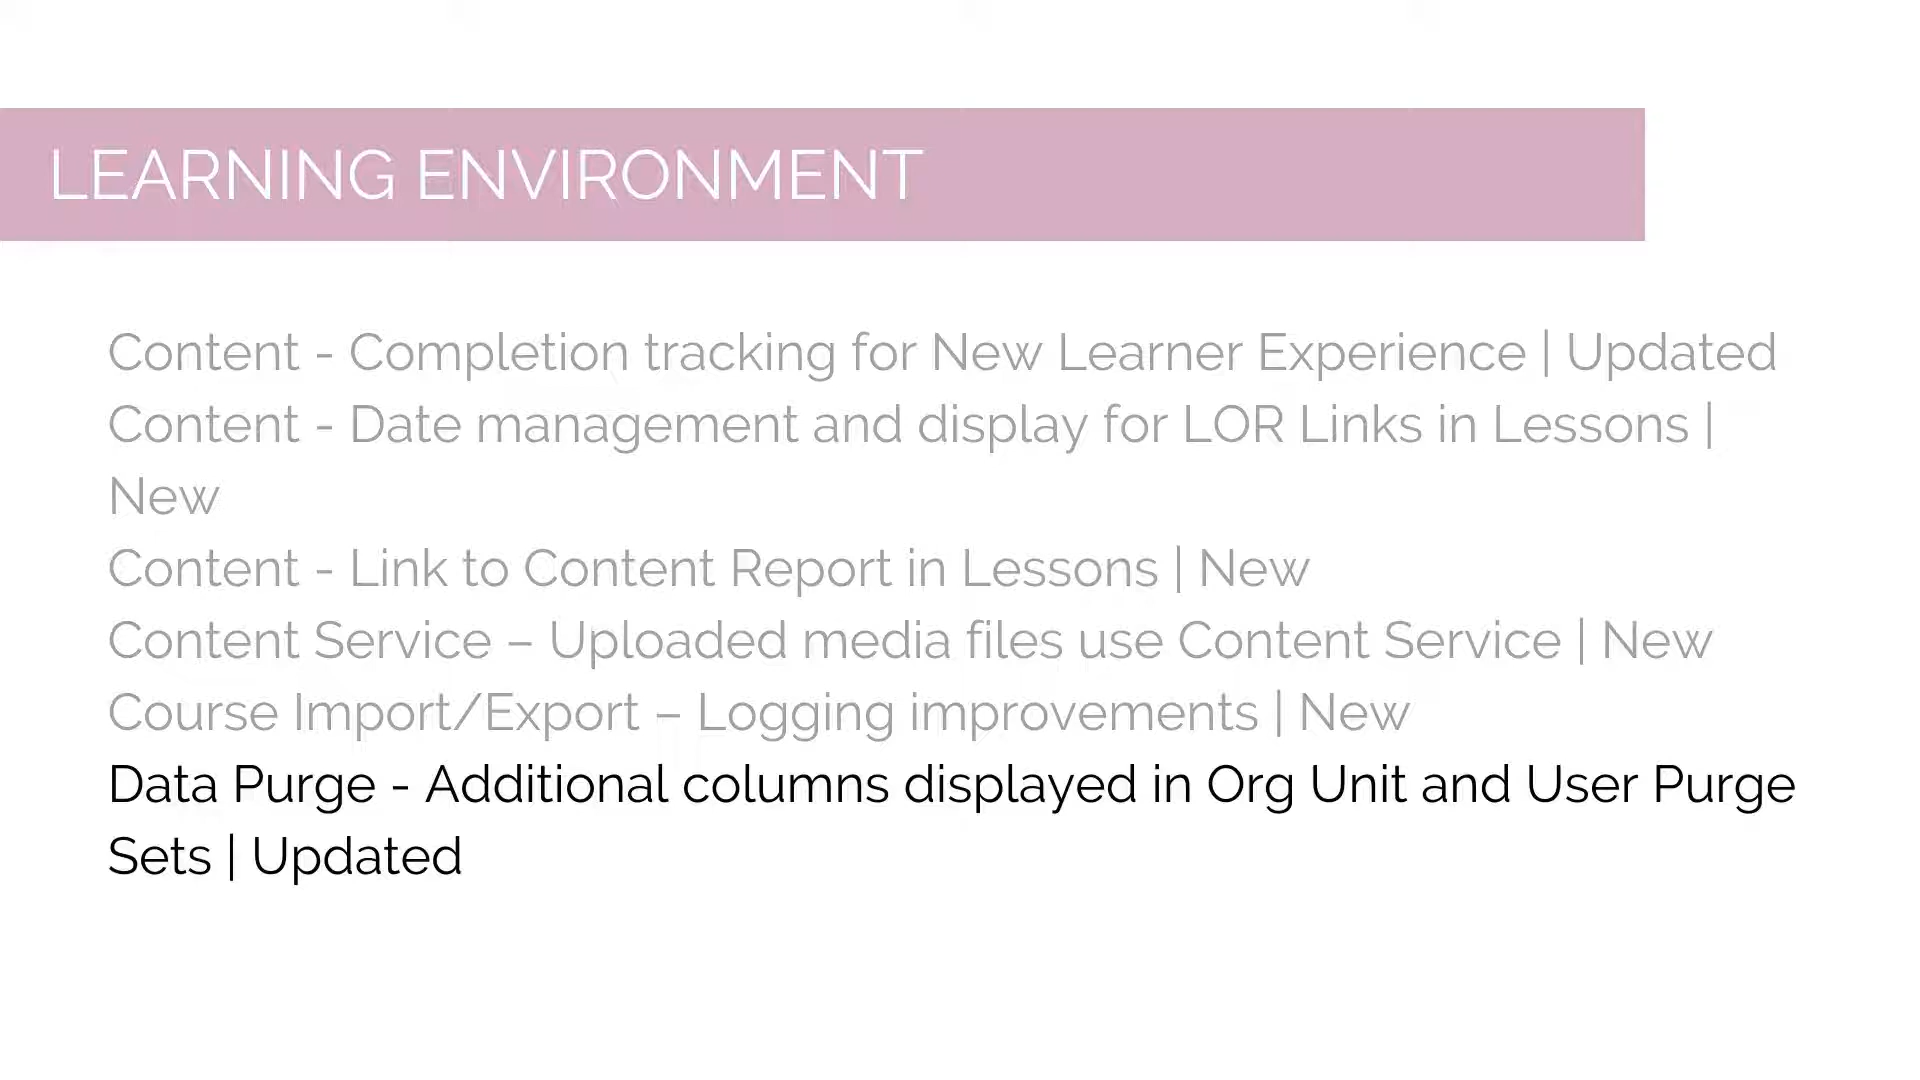 LEARNING ENVIRONMENT
Content - Completion tracking for New Learner Experience | Updated
Content - Date management and display for LOR Links in Lessons |
New
Content - Link to Content Report in Lessons | New
Content Service – Uploaded media files use Content Service | New
Course Import/Export – Logging improvements | New
Data Purge - Additional columns displayed in Org Unit and User Purge
Sets | Updated